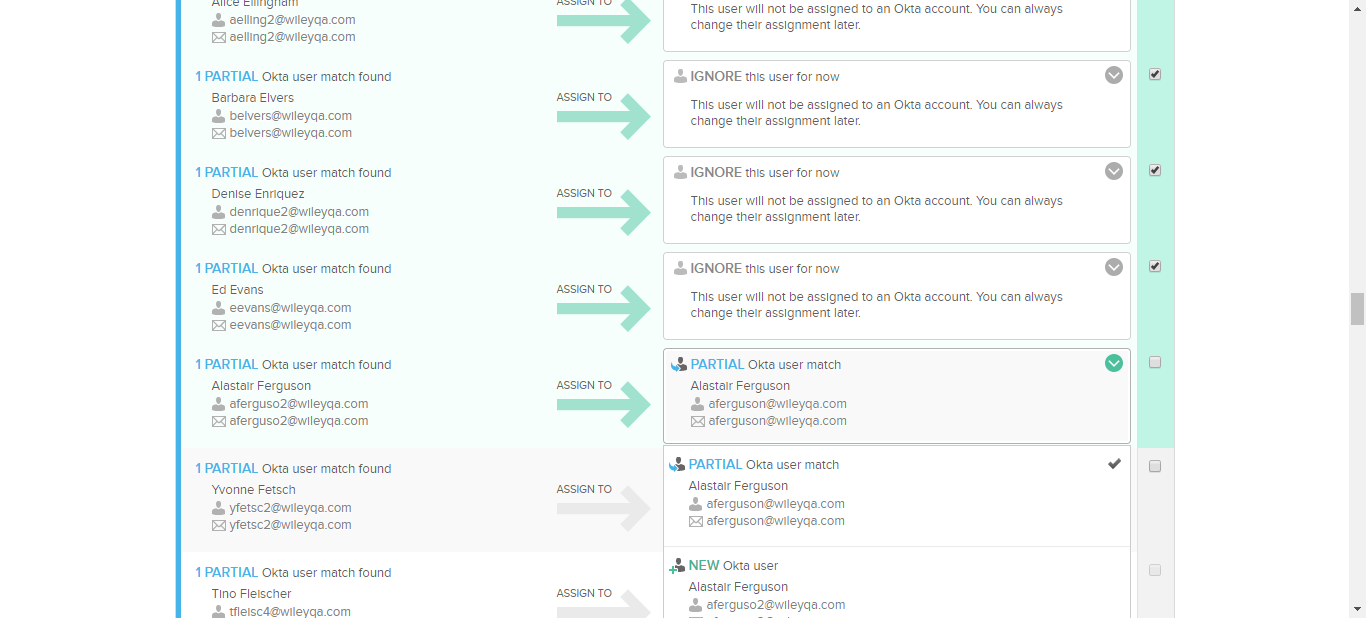 Alice Ellingham
aelling2@wileyqa.com
aelling2@wileyqa.com
ASSIGN TO
This user will not be assigned to an Okta account. You can always
change their assignment later.
1 PARTIAL Okta user match found
Barbara Elvers
belvers@wileyqa.com
belvers@wileyqa.com
ASSIGN TO
IGNORE this user for now
This user will not be assigned to an Okta account. You can always
change their assignment later.
1 PARTIAL Okta user match found
Denise Enriquez
denrique2@wileyqa.com
denrique2@wileyqa.com
ASSIGN TO
IGNORE this user for now
This user will not be assigned to an Okta account. You can always
change their assignment later.
1 PARTIAL Okta user match found
Ed Evans
eevans@wileyqa.com
eevans@wileyqa.com
ASSIGN TO
IGNORE this user for now
This user will not be assigned to an Okta account. You can always
change their assignment later.
1 PARTIAL Okta user match found
Alastair Ferguson
aferguso2@wileyqa.com
aferguso2@wileyqa.com
ASSIGN TO
PARTIAL Okta user match
Alastair Ferguson
aferguson@wileyqa.com
aferguson@wileyqa.com
1 PARTIAL Okta user match found
Yvonne Fetsch
yfetsc2@wileyqa.com
yfetsc2@wileyqa.com
ASSIGN TO
PARTIAL Okta user match
Alastair Ferguson
aferguson@wileyqa.com
aferguson@wileyqa.com
1 PARTIAL Okta user match found
Tino Fleischer
tfleisc4@wileyqa.com
ASSIGN TO
NEW Okta user
Alastair Ferguson
aferguso2@wileyqa.com